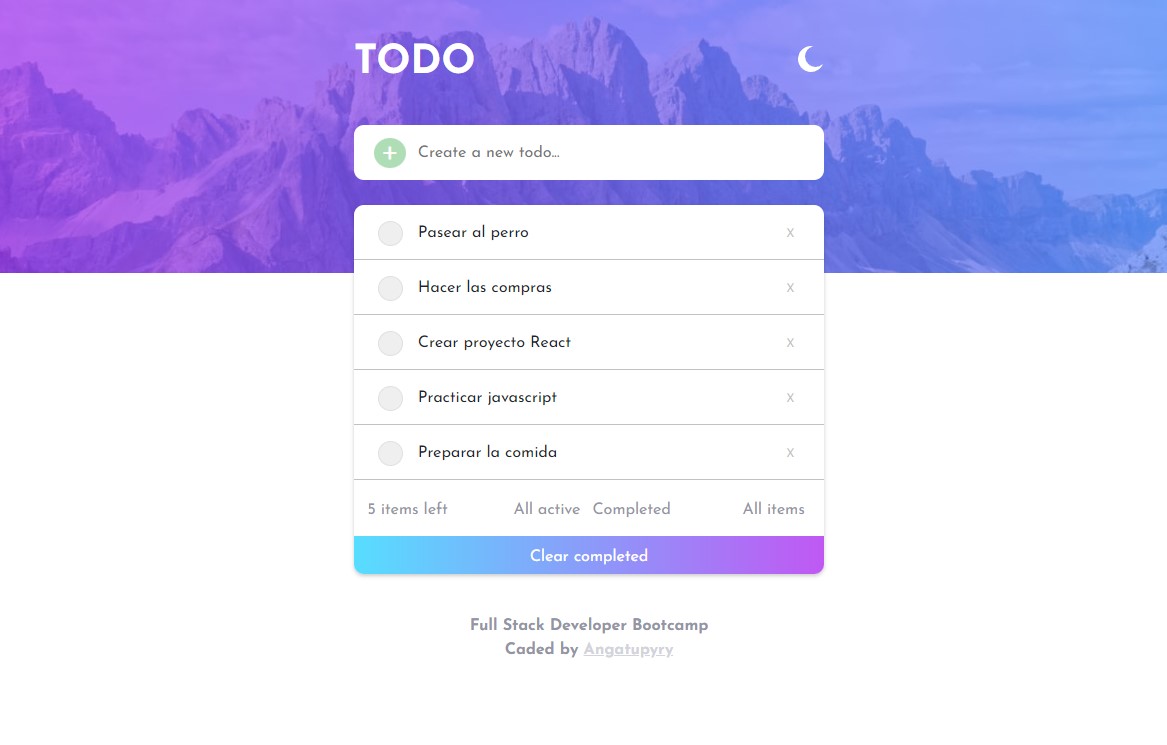 TODO
Create a new todo...
Pasear al perro x
Hacer las compras x
Crear proyecto React x
Practicar javascript x
Preparar la comida x
5 items left All active Completed All items
Clear completed
Full Stack Developer Bootcamp
Caded by Angatupyry